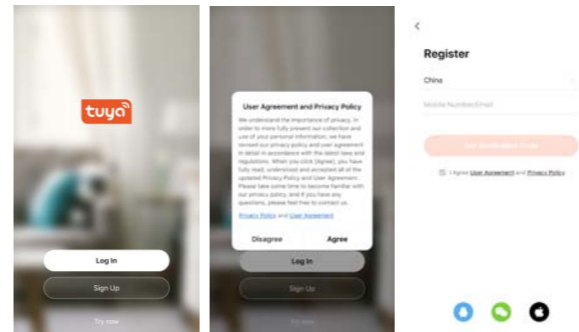 tuya
Log In
Sign Up
Try now
User Agreement and Privacy Policy
We understand the importance of privacy. In
order to more fully present our collection and
use of your personal information, we have
revised our privacy policy and user agreement
in detail in accordance with the latest laws and
regulations. When you click [Agree], you have
fully read, understood and accepted all of the
updated Privacy Policy and User Agreement.
Please take some time to become familiar with
our privacy policy, and if you have any
questions, please feel free to contact us.
Privacy Policy and User Agreement
Disagree Agree
Log In
Sign Up
Try now
Register
China
Mobile Number/Email
Get Verification Code
I Agree User Agreement and Privacy Policy